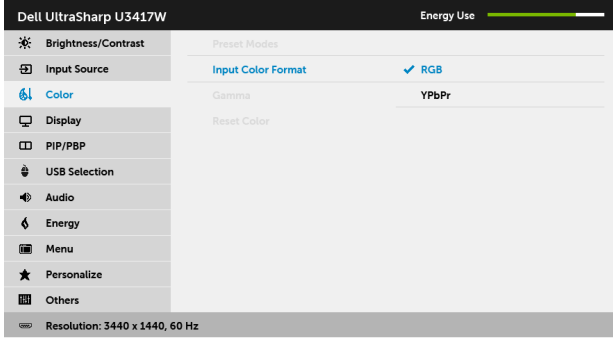 Dell UltraSharp U3417W
Energy Use
Brightness/Contrast
Preset Modes
Input Source
Input Color Format
RGB
Color
Gamma
YPbPr
Display
Reset Color
PIP/PBP
USB Selection
Audio
Energy
Menu
Personalize
Others
Resolution: 3440 x 1440, 60 Hz